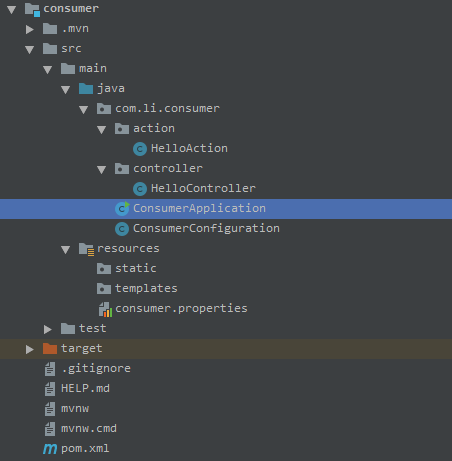 consumer
.mvn
src
main
java
com.li.consumer
action
HelloAction
controller
HelloController
ConsumerApplication
ConsumerConfiguration
resources
static
templates
consumer.properties
test
target
.gitignore
HELP.md
mvnw
mvnw.cmd
pom.xml